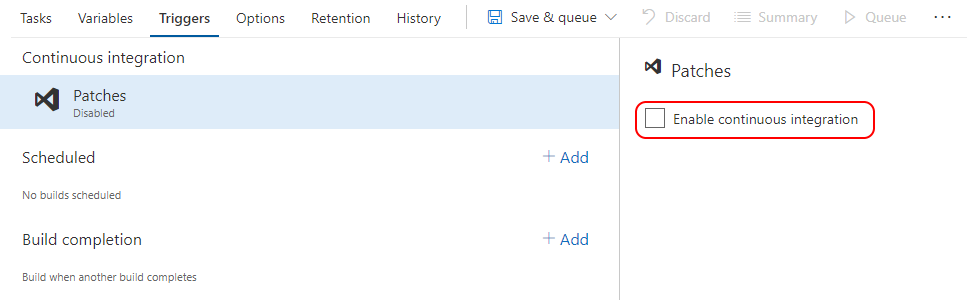 Tasks Variables Triggers Options Retention History Save & queue Discard Summary Queue ...
Continuous integration
Patches
Disabled
Scheduled + Add
No builds scheduled
Build completion + Add
Build when another build completes
Patches
Enable continuous integration